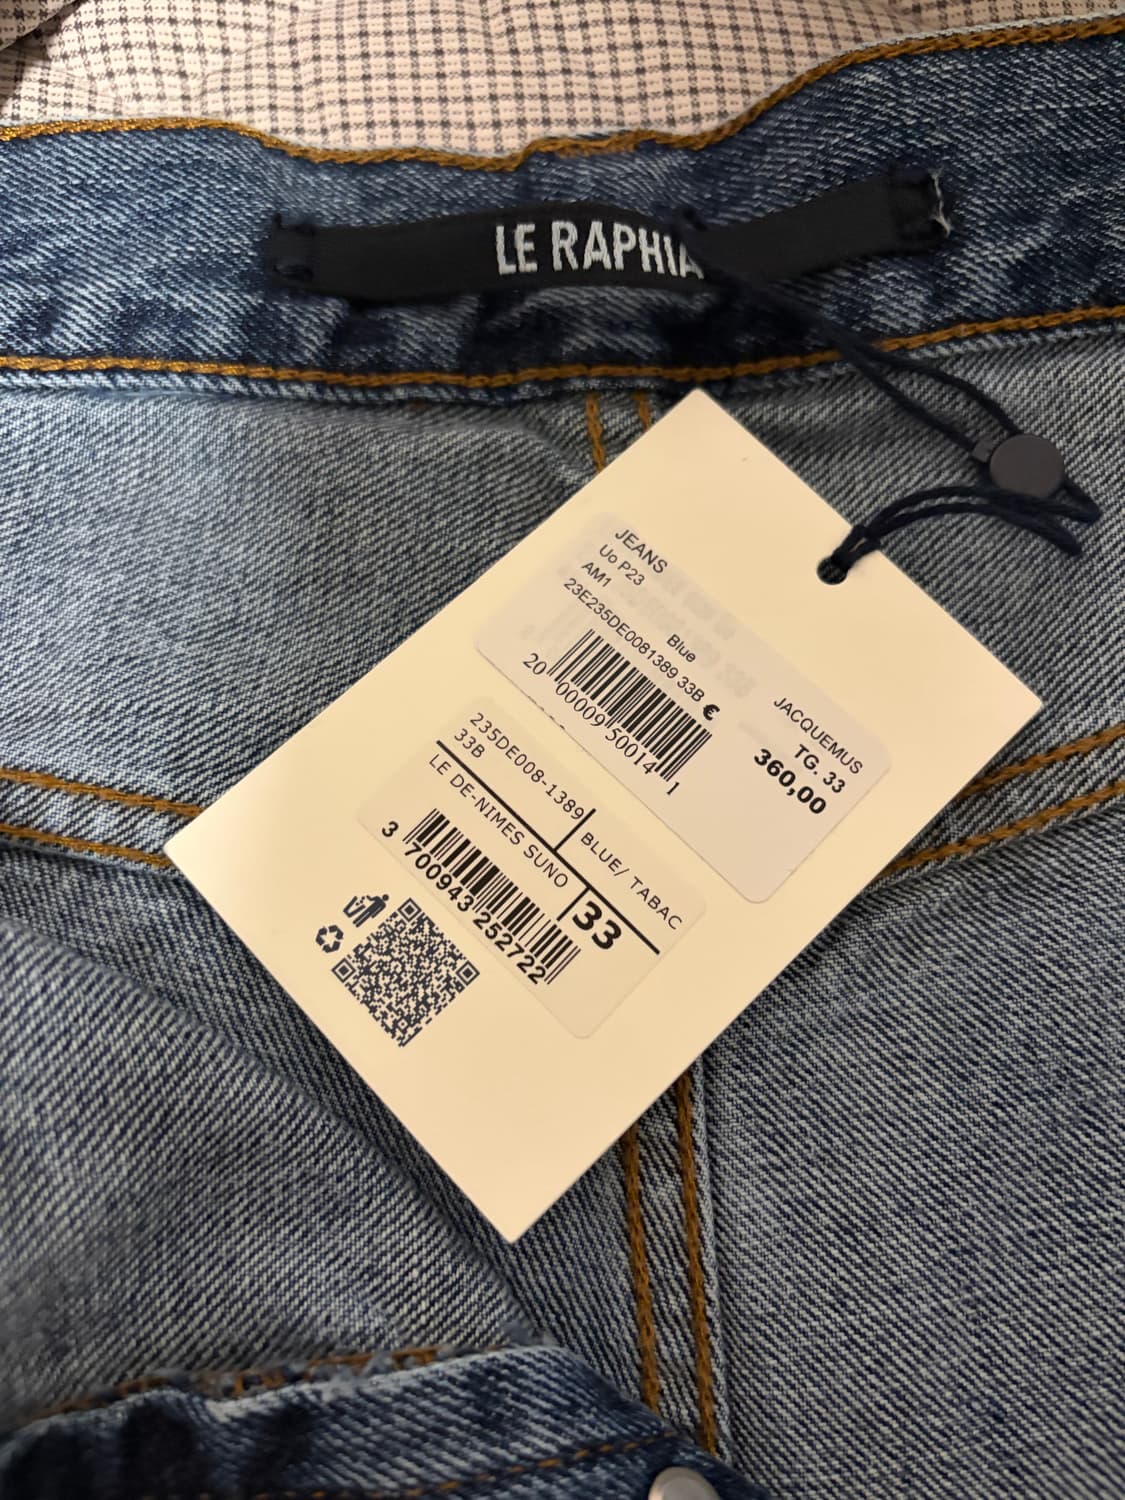 LE RAPHIA
JEANS
Uo P23
AM1 Blue
23E235DE0081389 33B €
20 00009 50014 1
JACQUEMUS
TG. 33
360,00
235DE008-1389 BLUE/ TABAC
33B
LE DE-NIMES SUNO 33
3 700943 252722